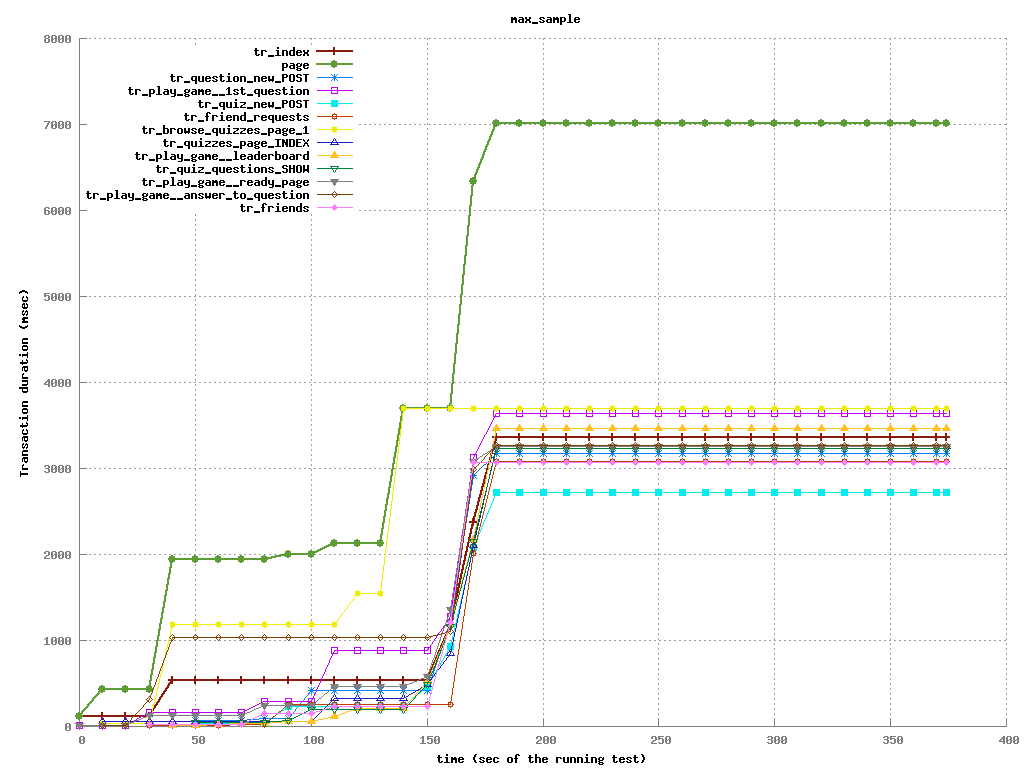 max_sample
8000
7000
6000
5000
4000
3000
2000
1000
0
Transaction duration (msec)
tr_index
page
tr_question_new_POST
tr_play_game__1st_question
tr_quiz_new_POST
tr_friend_requests
tr_browse_quizzes_page_1
tr_quizzes_page_INDEX
tr_play_game__leaderboard
tr_quiz_questions_SHOW
tr_play_game__ready_page
tr_play_game__answer_to_question
tr_friends
0 50 100 150 200 250 300 350 400
time (sec of the running test)